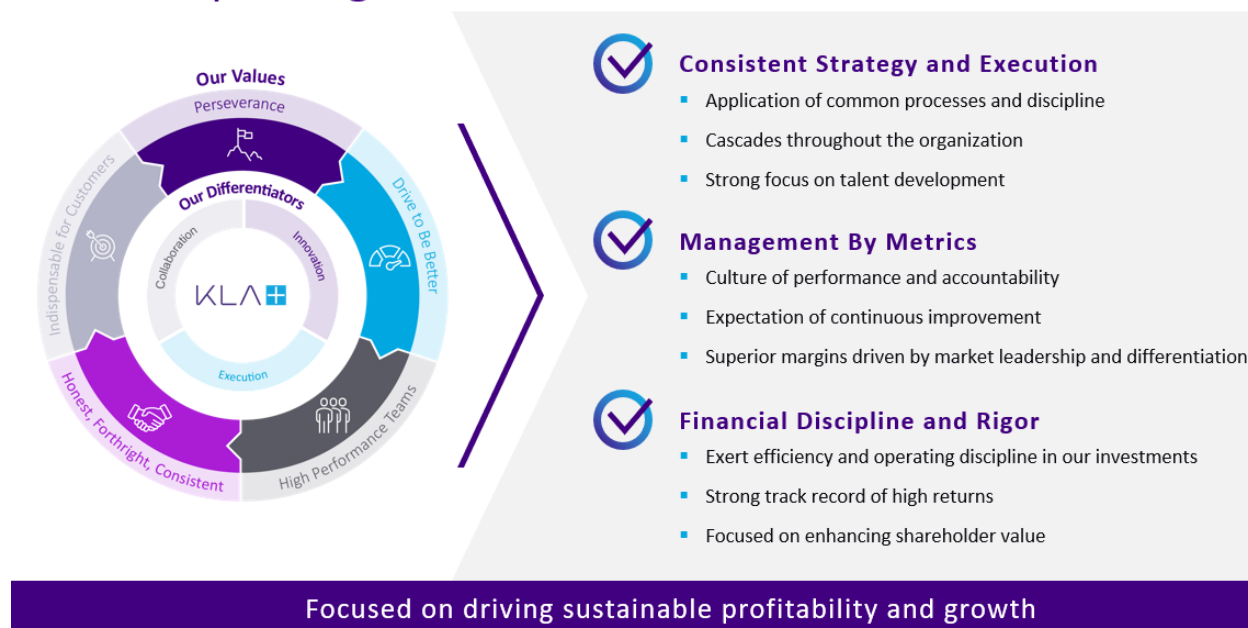 Our Values
Perseverance
Drive to Be Better
High Performance Teams
Honest, Forthright, Consistent
Indispensable for Customers
Our Differentiators
Collaboration
Innovation
Execution
KLA+
Consistent Strategy and Execution
Application of common processes and discipline
Cascades throughout the organization
Strong focus on talent development
Management By Metrics
Culture of performance and accountability
Expectation of continuous improvement
Superior margins driven by market leadership and differentiation
Financial Discipline and Rigor
Exert efficiency and operating discipline in our investments
Strong track record of high returns
Focused on enhancing shareholder value
Focused on driving sustainable profitability and growth